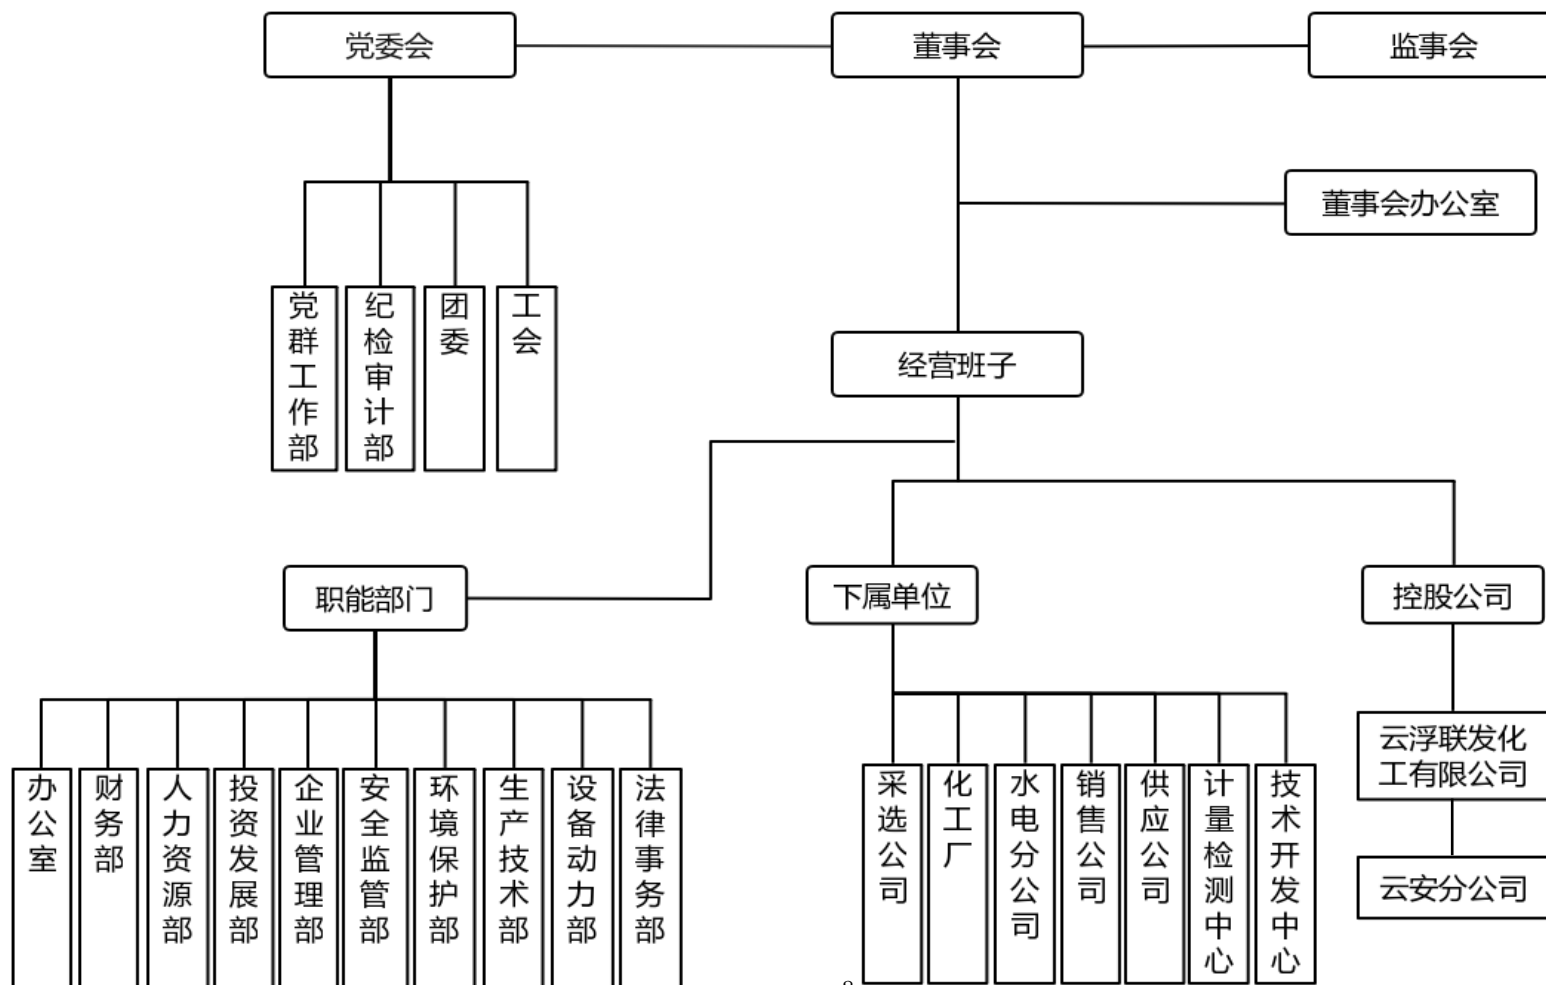 党委会
董事会
监事会
董事会办公室
党群工作部
纪检审计部
团委
工会
经营班子
职能部门
下属单位
控股公司
云浮联发化
工有限公司
云安分公司
办公室
财务部
人力资源部
投资发展部
企业管理部
安全监管部
环境保护部
生产技术部
设备动力部
法律事务部
采选公司
化工厂
水电分公司
销售公司
供应公司
计量检测中心
技术开发中心